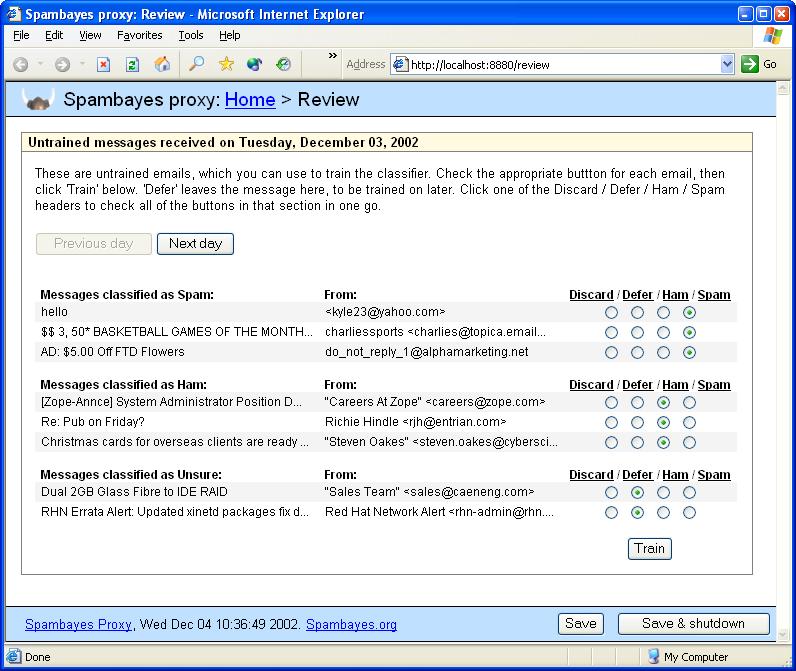 Spambayes proxy: Review - Microsoft Internet Explorer
File Edit View Favorites Tools Help
» Address http://localhost:8880/review Go
Spambayes proxy: Home > Review
Untrained messages received on Tuesday, December 03, 2002
These are untrained emails, which you can use to train the classifier. Check the appropriate buttton for each email, then
click 'Train' below. 'Defer' leaves the message here, to be trained on later. Click one of the Discard / Defer / Ham / Spam
headers to check all of the buttons in that section in one go.
Previous day Next day
Messages classified as Spam: From: Discard / Defer / Ham / Spam
hello <kyle23@yahoo.com>
$$ 3, 50* BASKETBALL GAMES OF THE MONTH... charliessports <charlies@topica.email...
AD: $5.00 Off FTD Flowers do_not_reply_1@alphamarketing.net
Messages classified as Ham: From: Discard / Defer / Ham / Spam
[Zope-Annce] System Administrator Position D... "Careers At Zope" <careers@zope.com>
Re: Pub on Friday? Richie Hindle <rjh@entrian.com>
Christmas cards for overseas clients are ready ... "Steven Oakes" <steven.oakes@cybersci...
Messages classified as Unsure: From: Discard / Defer / Ham / Spam
Dual 2GB Glass Fibre to IDE RAID "Sales Team" <sales@caeneng.com>
RHN Errata Alert: Updated xinetd packages fix d... Red Hat Network Alert <rhn-admin@rhn....
Train
Spambayes Proxy, Wed Dec 04 10:36:49 2002. Spambayes.org Save Save & shutdown
Done My Computer